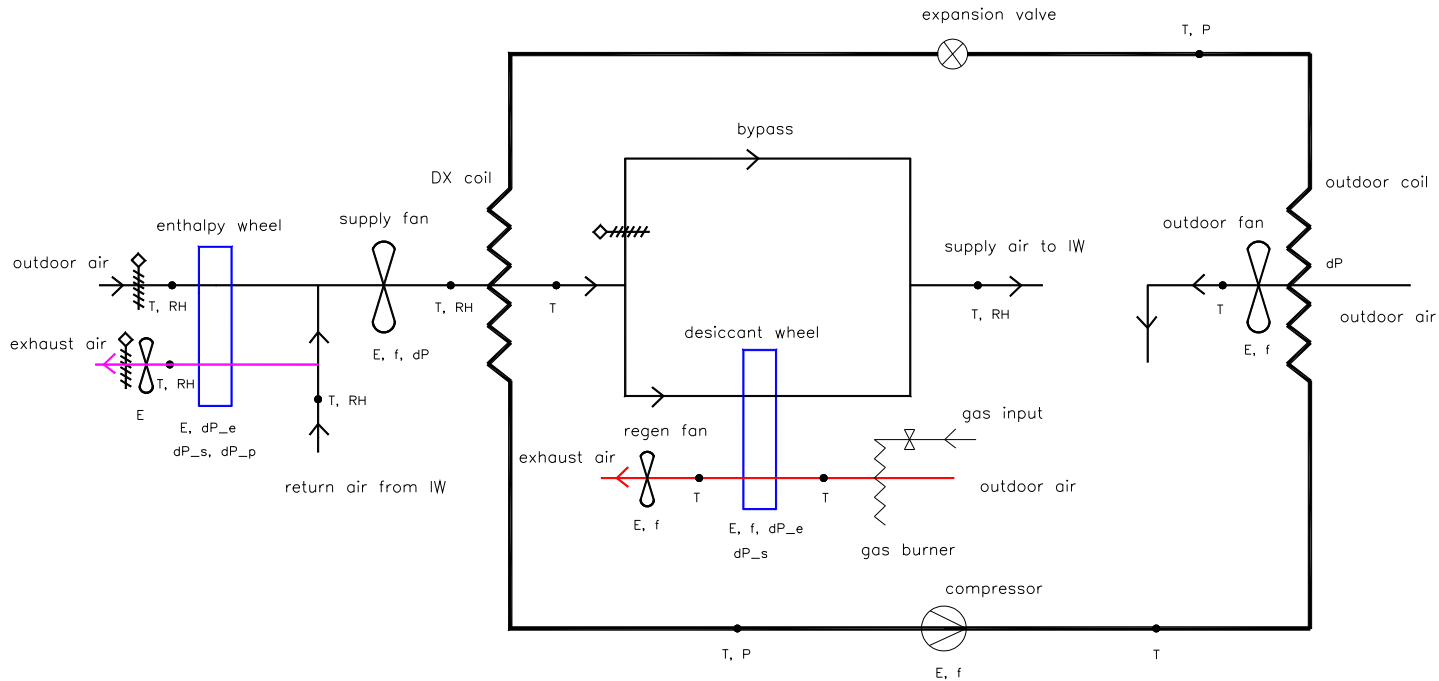 expansion valve
T, P
bypass
DX coil
outdoor coil
enthalpy wheel
supply fan
outdoor fan
outdoor air
supply air to IW
dP
T, RH
T, RH
T
T, RH
T
outdoor air
exhaust air
desiccant wheel
E, f, dP
E, f
T, RH
E
T, RH
E, dP_e
dP_s, dP_p
regen fan
gas input
exhaust air
return air from IW
T
T
outdoor air
E, f
E, f, dP_e
dP_s
gas burner
compressor
T, P
T
E, f